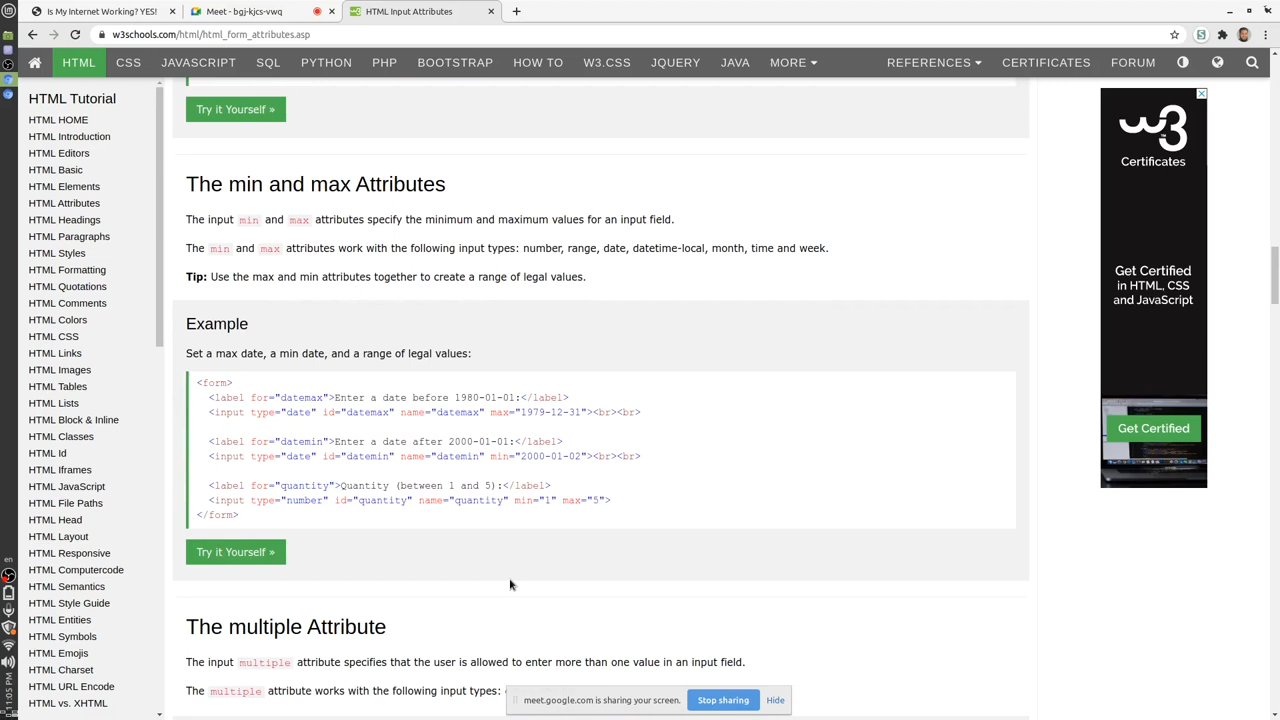 Is My Internet Working? YES!
Meet - bgj-kjcs-vwq
HTML Input Attributes
w3schools.com/html/html_form_attributes.asp
HTML CSS JAVASCRIPT SQL PYTHON PHP BOOTSTRAP HOW TO W3.CSS JQUERY JAVA MORE REFERENCES CERTIFICATES FORUM
HTML Tutorial
HTML HOME
HTML Introduction
HTML Editors
HTML Basic
HTML Elements
HTML Attributes
HTML Headings
HTML Paragraphs
HTML Styles
HTML Formatting
HTML Quotations
HTML Comments
HTML Colors
HTML CSS
HTML Links
HTML Images
HTML Tables
HTML Lists
HTML Block & Inline
HTML Classes
HTML Id
HTML Iframes
HTML JavaScript
HTML File Paths
HTML Head
HTML Layout
HTML Responsive
HTML Computercode
HTML Semantics
HTML Style Guide
HTML Entities
HTML Symbols
HTML Emojis
HTML Charset
HTML URL Encode
HTML vs. XHTML
Try it Yourself »
The min and max Attributes
The input min and max attributes specify the minimum and maximum values for an input field.
The min and max attributes work with the following input types: number, range, date, datetime-local, month, time and week.
Tip: Use the max and min attributes together to create a range of legal values.
Example
Set a max date, a min date, and a range of legal values:
<form>
<label for="datemax">Enter a date before 1980-01-01:</label>
<input type="date" id="datemax" name="datemax" max="1979-12-31"><br><br>
<label for="datemin">Enter a date after 2000-01-01:</label>
<input type="date" id="datemin" name="datemin" min="2000-01-02"><br><br>
<label for="quantity">Quantity (between 1 and 5):</label>
<input type="number" id="quantity" name="quantity" min="1" max="5">
</form>
Try it Yourself »
The multiple Attribute
The input multiple attribute specifies that the user is allowed to enter more than one value in an input field.
The multiple attribute works with the following input types:
meet.google.com is sharing your screen.
Stop sharing
Hide
w3
Certificates
Get Certified
in HTML, CSS
and JavaScript
Get Certified
en
11:05 PM